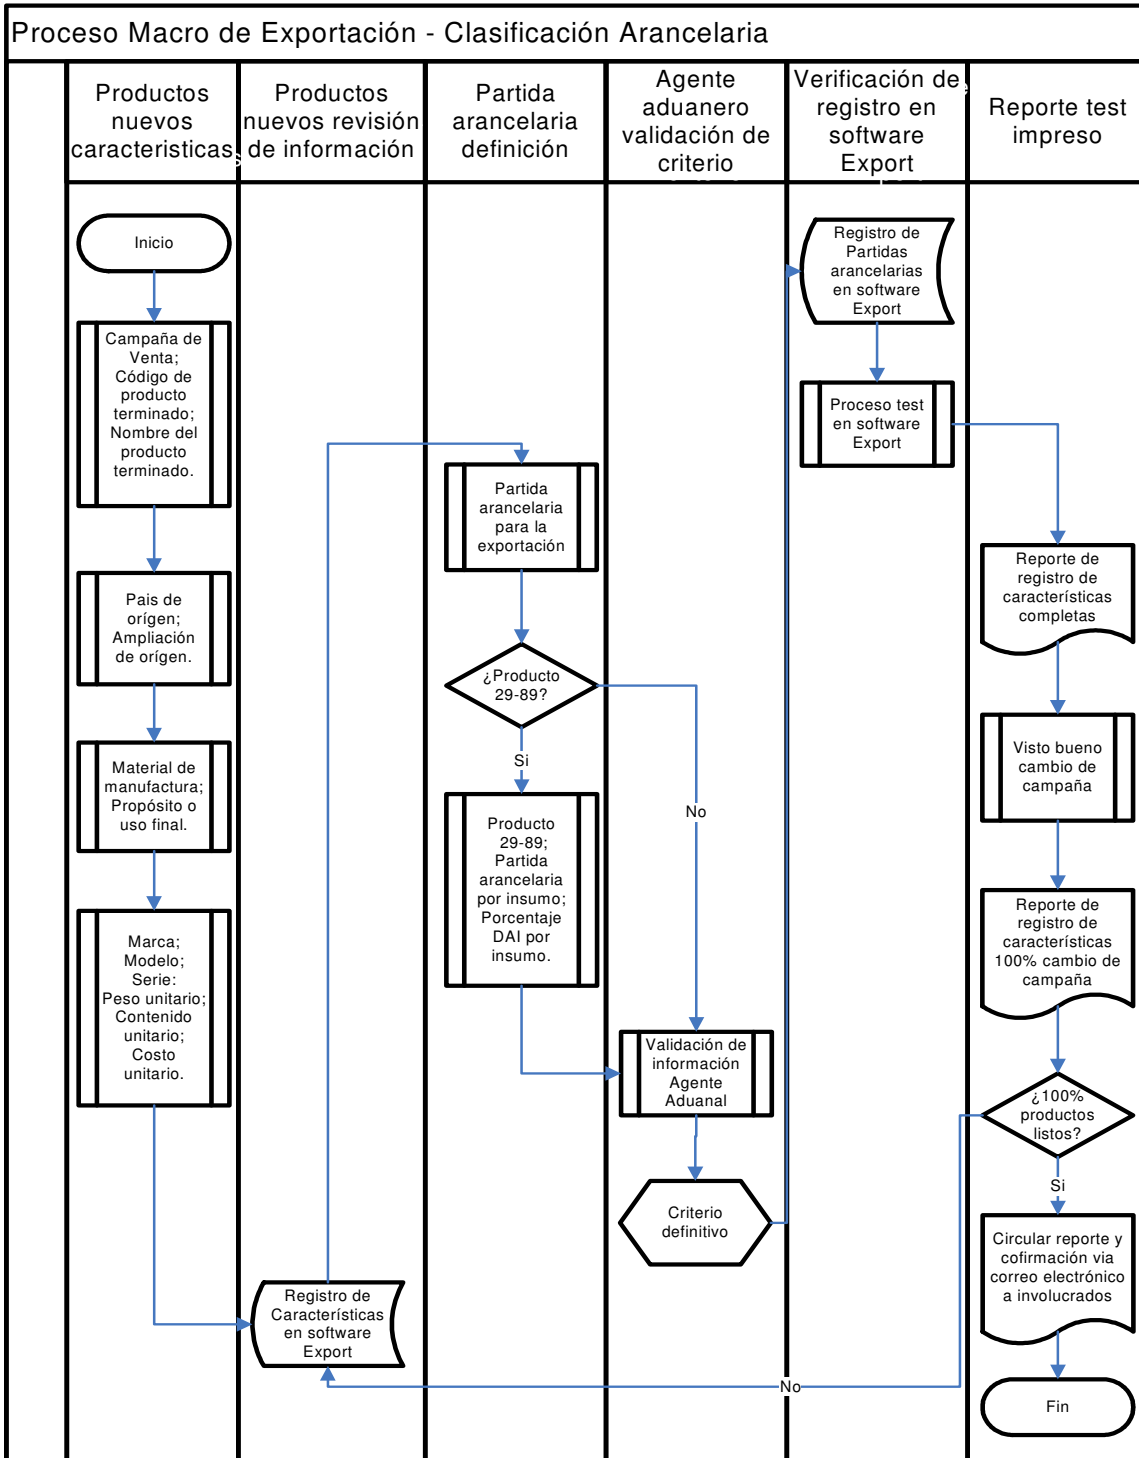 Proceso Macro de Exportación - Clasificación Arancelaria
Productos
nuevos
caracteristicas
Productos
nuevos revisión
de información
Partida
arancelaria
definición
Agente
aduanero
validación de
criterio
Verificación de
registro en
software
Export
Reporte test
impreso
Inicio
Campaña de
Venta;
Código de
producto
terminado;
Nombre del
producto
terminado.
Pais de
orígen;
Ampliación
de orígen.
Material de
manufactura;
Propósito o
uso final.
Marca;
Modelo;
Serie:
Peso unitario;
Contenido
unitario;
Costo
unitario.
Registro de
Características
en software
Export
Partida
arancelaria
para la
exportación
¿Producto
29-89?
Si
No
Producto
29-89;
Partida
arancelaria
por insumo;
Porcentaje
DAI por
insumo.
Validación de
información
Agente
Aduanal
Criterio
definitivo
Registro de
Partidas
arancelarias
en software
Export
Proceso test
en software
Export
Reporte de
registro de
características
completas
Visto bueno
cambio de
campaña
Reporte de
registro de
características
100% cambio de
campaña
¿100%
productos
listos?
Si
No
Circular reporte y
cofirmación via
correo electrónico
a involucrados
Fin